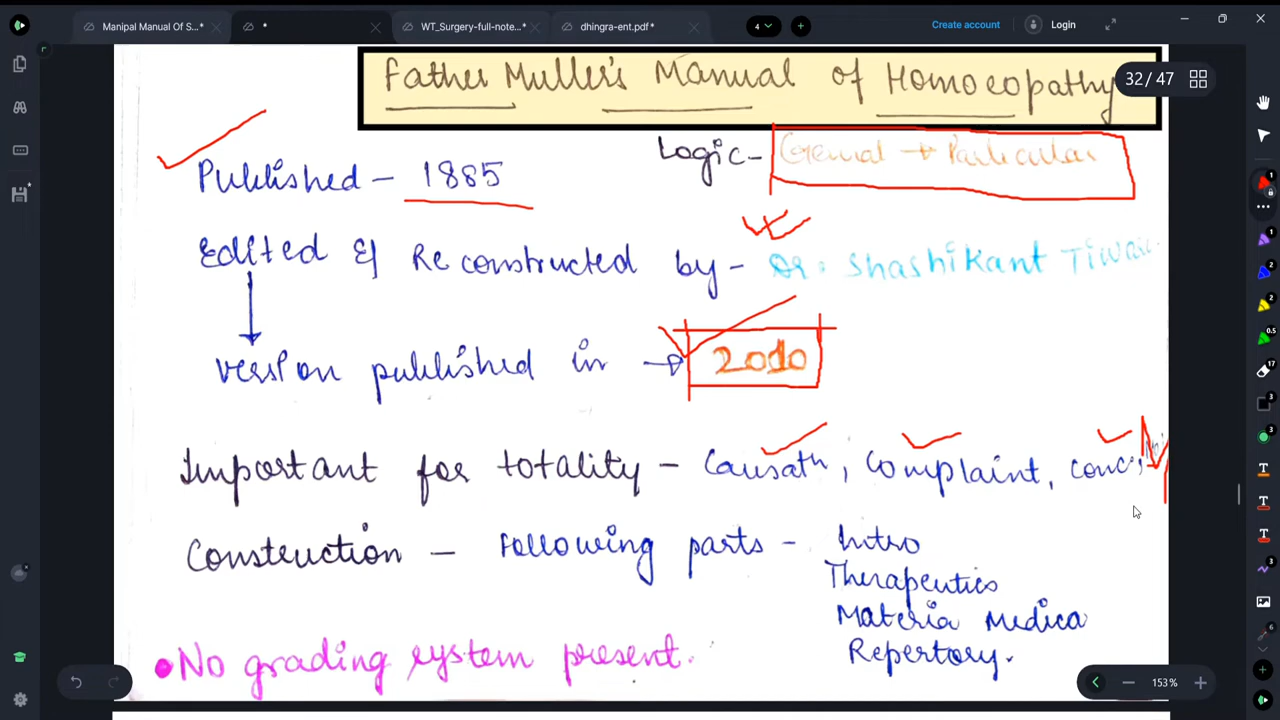 Manipal Manual Of S...*
*
WT_Surgery-full-note...*
dhingra-ent.pdf*
4
Create account
Login
Father Muller's Manual of Homoeopathy
32 / 47
Logic - General → Particular
Published - 1885
Edited & Reconstructed by - Dr. Shashikant Tiwari
version published in → 2010
Important for totality - Causatn, Complaint, conc,
Construction - Following parts - Intro
Therapeutics
Materia Medica
Repertory.
• No grading system present.
153%